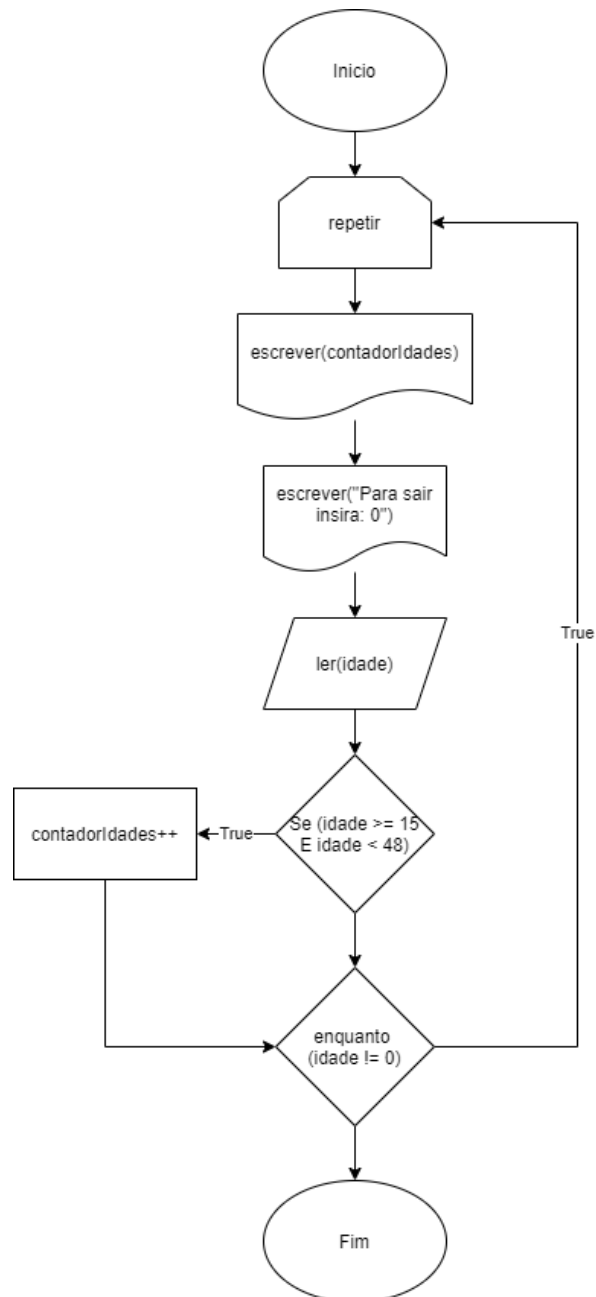 Inicio
repetir
escrever(contadorIdades)
escrever("Para sair
insira: 0")
ler(idade)
Se (idade >= 15
E idade < 48)
True
contadorIdades++
enquanto
(idade != 0)
True
Fim